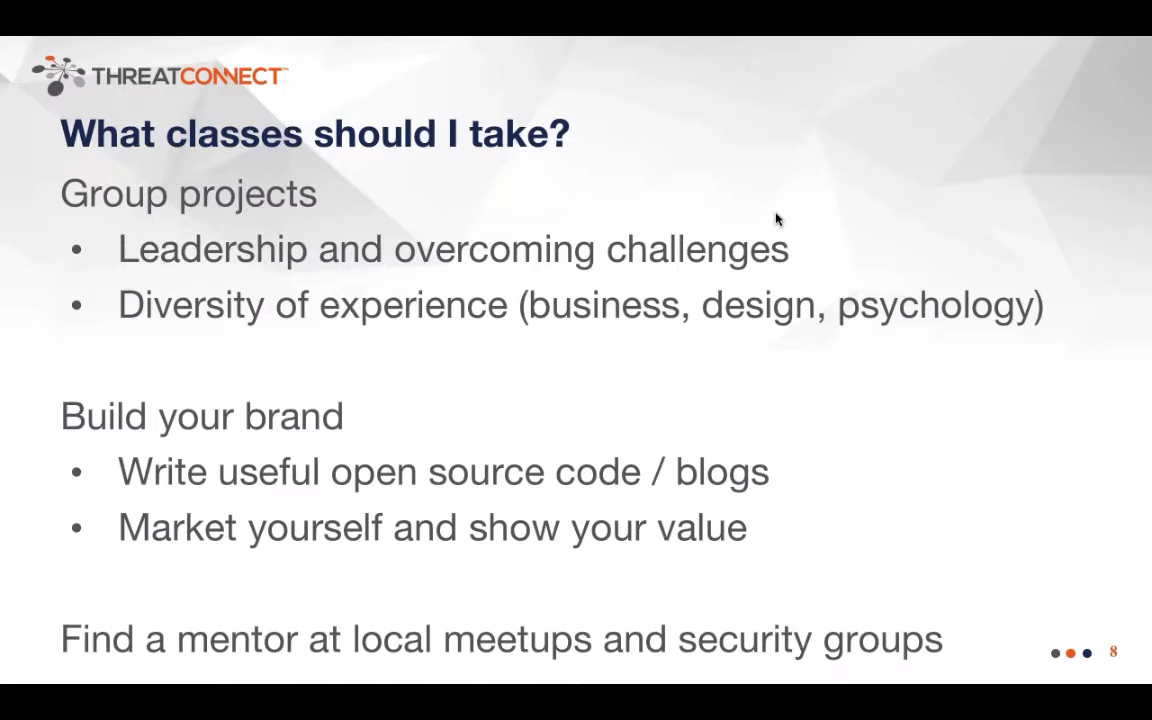 THREATCONNECT™
What classes should I take?
Group projects
• Leadership and overcoming challenges
• Diversity of experience (business, design, psychology)
Build your brand
• Write useful open source code / blogs
• Market yourself and show your value
Find a mentor at local meetups and security groups
8